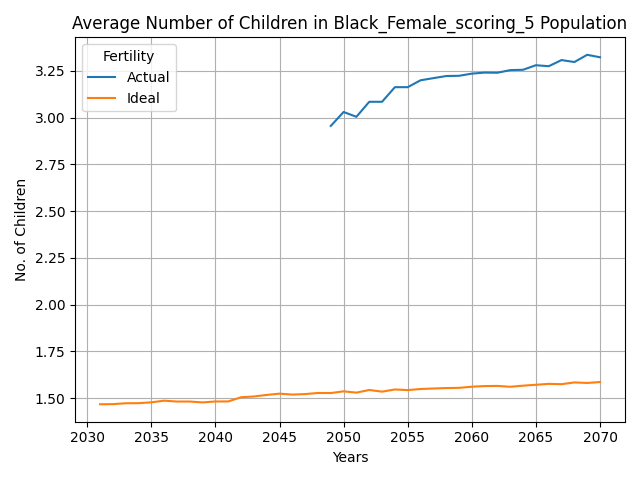 Average Number of Children in Black_Female_scoring_5 Population
Fertility
Actual
Ideal
No. of Children
3.25
3.00
2.75
2.50
2.25
2.00
1.75
1.50
2030 2035 2040 2045 2050 2055 2060 2065 2070
Years